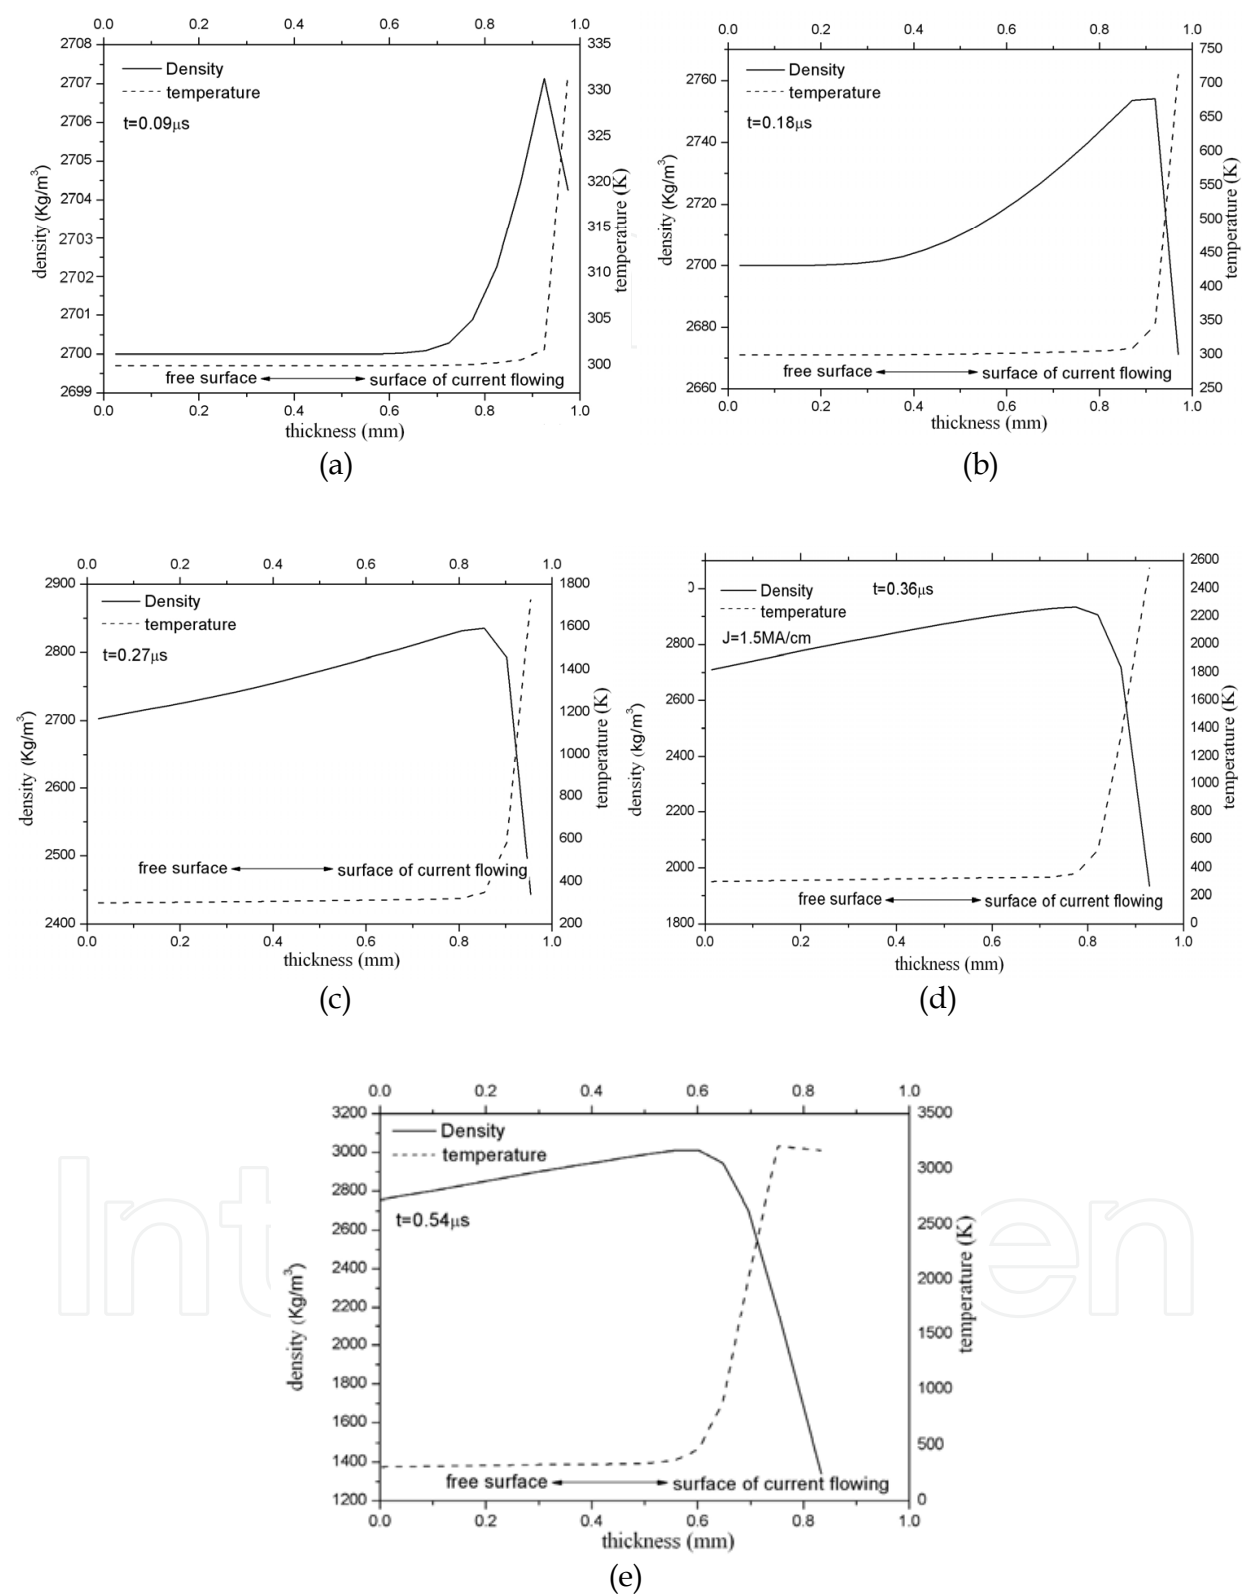 0.0 0.2 0.4 0.6 0.8 1.0
2708 2707 2706 2705 2704 2703 2702 2701 2700 2699
density (Kg/m³)
Density
temperature
t=0.09μs
free surface surface of current flowing
335 330 325 320 315 310 305 300
temperature (K)
0.0 0.2 0.4 0.6 0.8 1.0
thickness (mm)
(a)
0.0 0.2 0.4 0.6 0.8 1.0
2760 2740 2720 2700 2680 2660
density (Kg/m³)
Density
temperature
t=0.18μs
free surface surface of current flowing
750 700 650 600 550 500 450 400 350 300 250
temperature (K)
0.0 0.2 0.4 0.6 0.8 1.0
thickness (mm)
(b)
0.0 0.2 0.4 0.6 0.8 1.0
2900 2800 2700 2600 2500 2400
density (Kg/m³)
Density
temperature
t=0.27μs
free surface surface of current flowing
1800 1600 1400 1200 1000 800 600 400 200
temperature (K)
0.0 0.2 0.4 0.6 0.8 1.0
thickness (mm)
(c)
0 2800 2600 2400 2200 2000 1800
density (kg/m³)
Density t=0.36μs
temperature
J=1.5MA/cm
free surface surface of current flowing
2600 2400 2200 2000 1800 1600 1400 1200 1000 800 600 400 200 0
temperature (K)
0.0 0.2 0.4 0.6 0.8 1.0
thickness (mm)
(d)
0.0 0.2 0.4 0.6 0.8 1.0
3200 3000 2800 2600 2400 2200 2000 1800 1600 1400 1200
density (Kg/m³)
Density
temperature
t=0.54μs
free surface surface of current flowing
3500 3000 2500 2000 1500 1000 500 0
temperature (K)
0.0 0.2 0.4 0.6 0.8 1.0
thickness (mm)
(e)